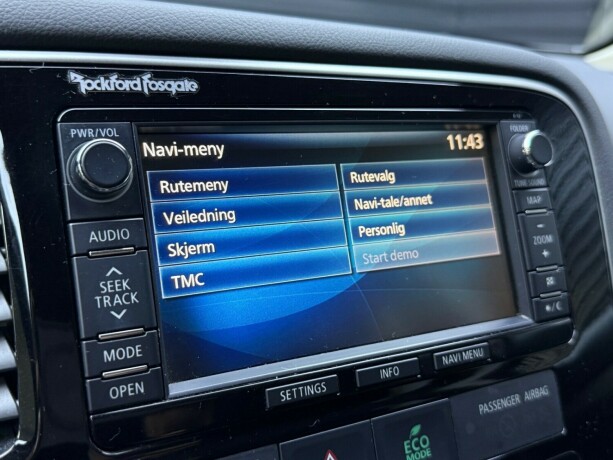 Rockford Fosgate
PWR/VOL
FOLDER
Navi-meny
11:43
Rutemeny
Rutevalg
Veiledning
Navi-tale/annet
Skjerm
Personlig
TMC
Start demo
AUDIO
SEEK
TRACK
MODE
OPEN
MAP
−
ZOOM
+
SETTINGS
INFO
NAVI MENU
PASSENGER AIRBAG
ECO
MODE